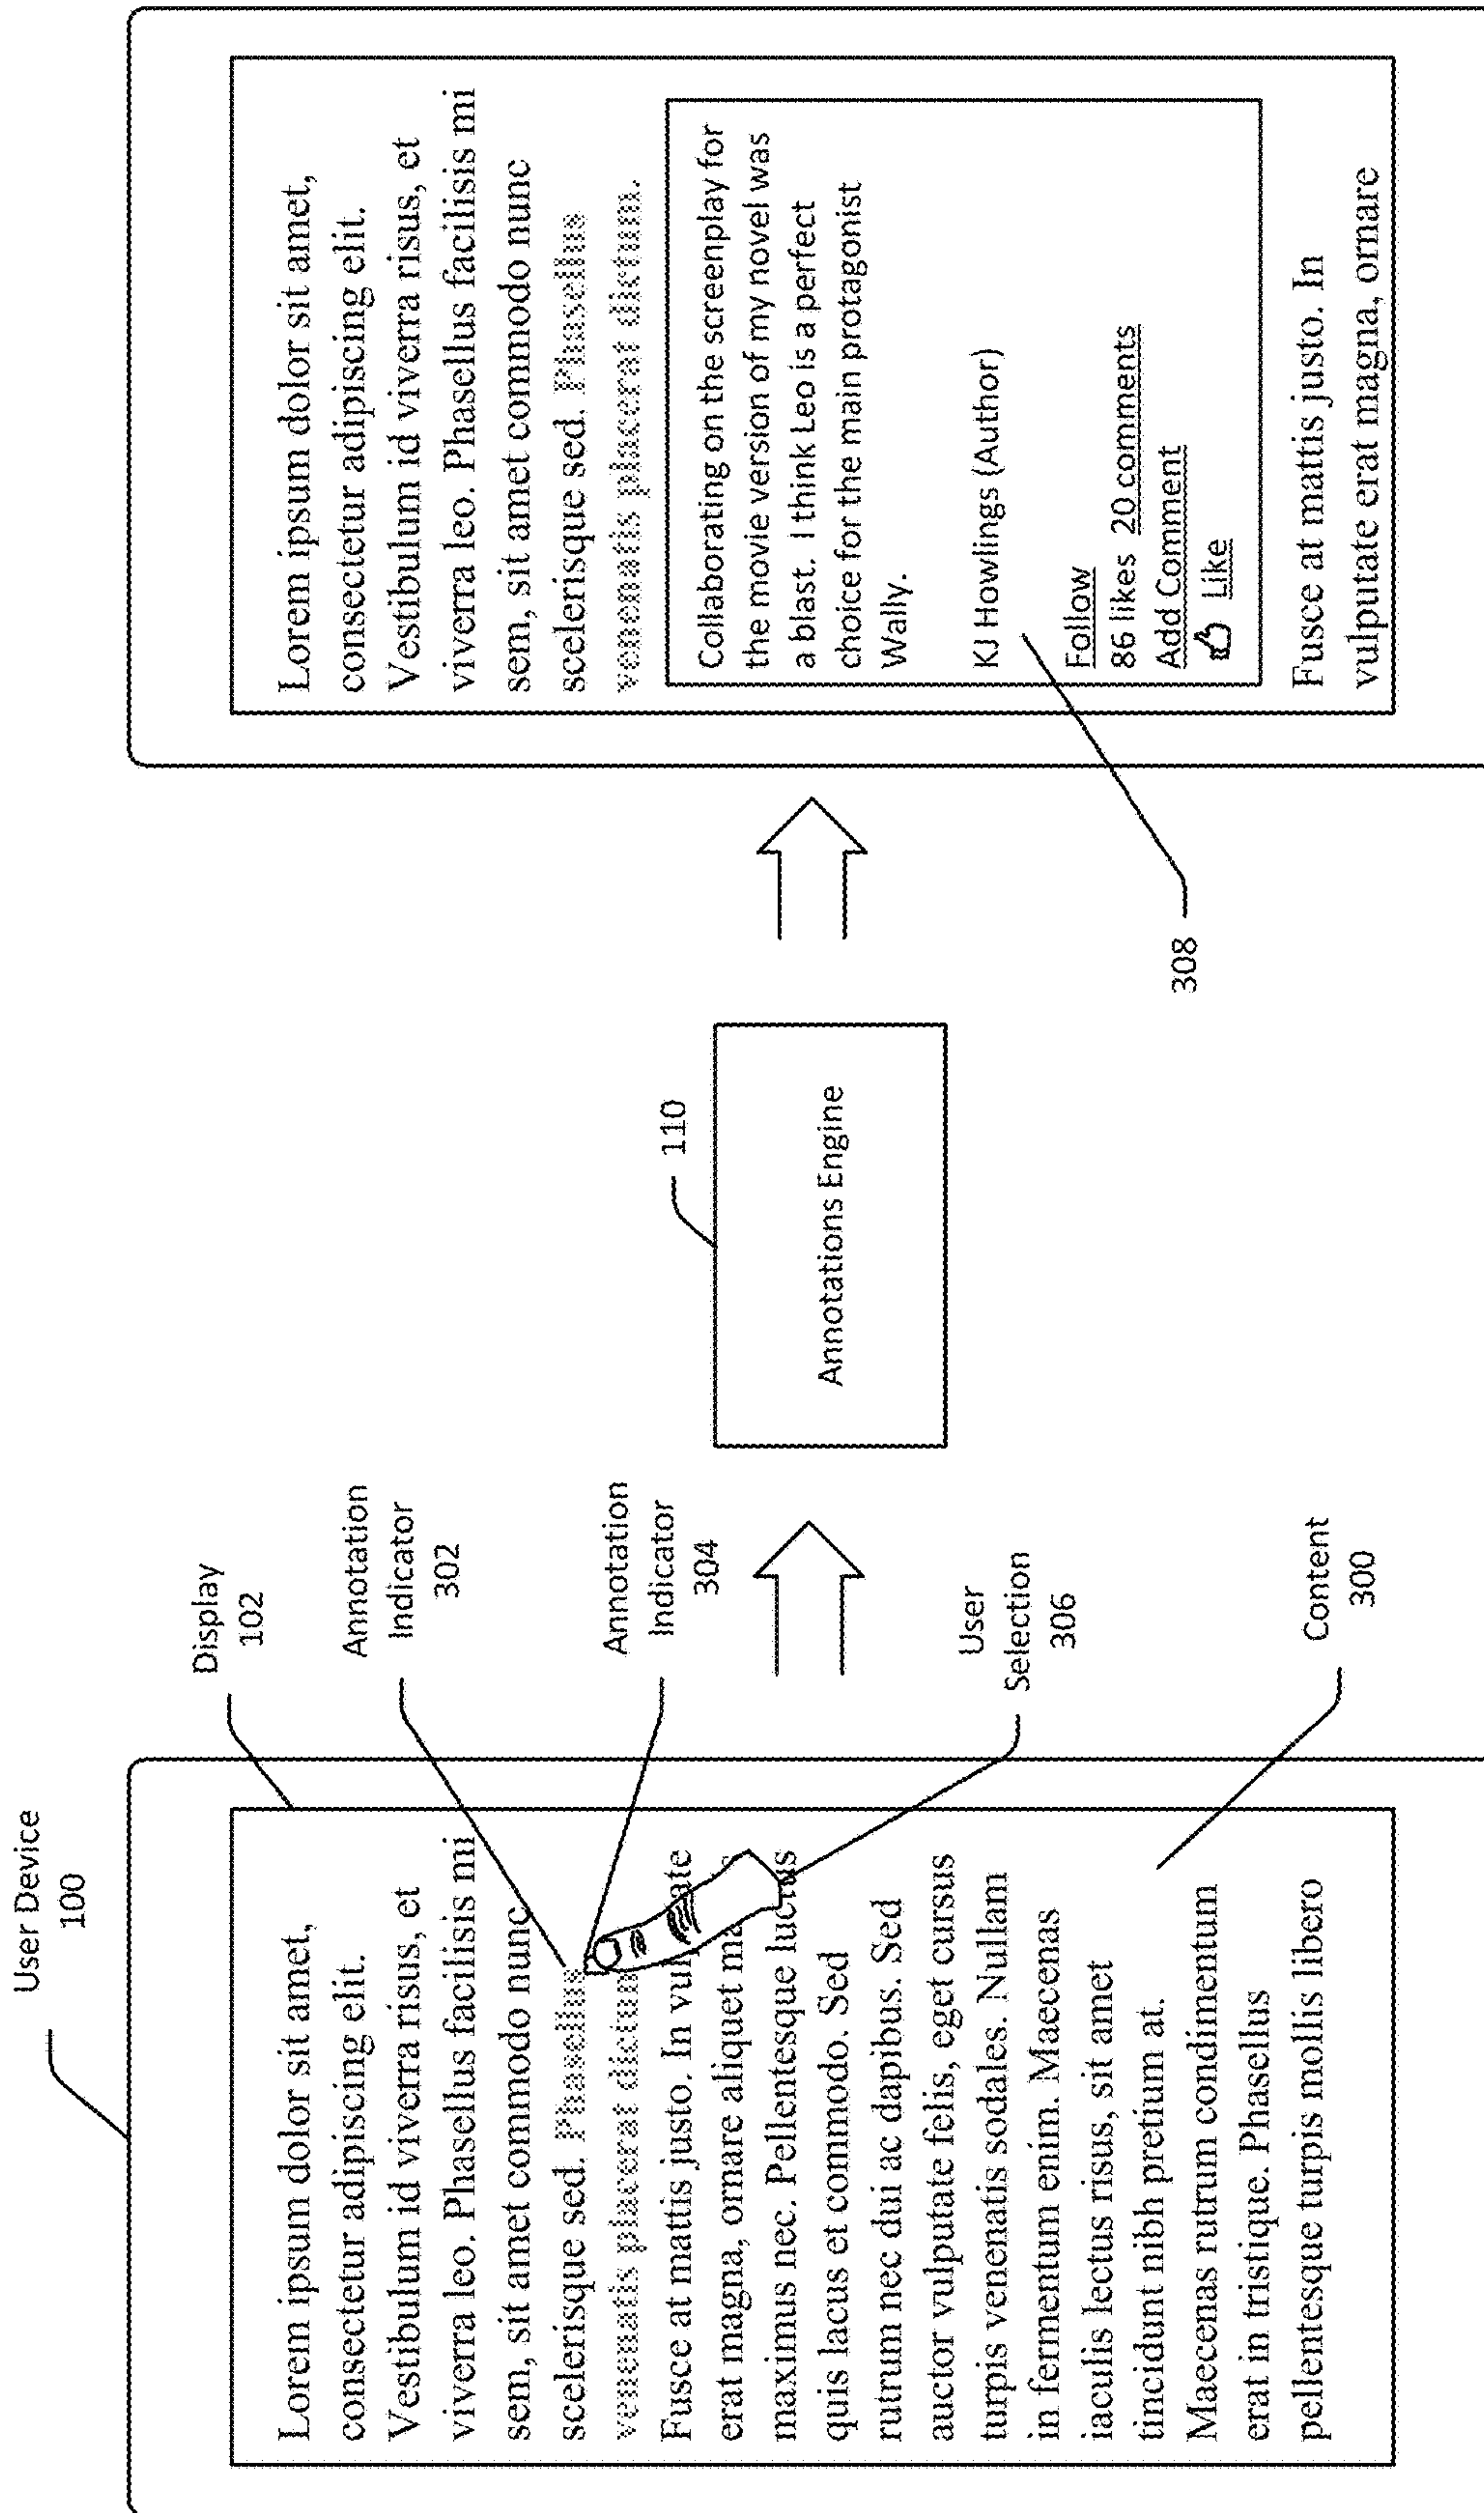 User Device
100
Display
102
Annotation
Indicator
302
Annotation
Indicator
304
User
Selection
306
Content
300
Lorem ipsum dolor sit amet,
consectetur adipiscing elit.
Vestibulum id viverra risus, et
viverra leo. Phasellus facilisis mi
sem, sit amet commodo nunc
scelerisque sed. Phasellus
venenatis placerat dictum
Fusce at mattis justo. In
erat magna, ornare aliquet
maximus nec. Pellentesque luctus
quis lacus et commodo. Sed
rutrum nec dui ac dapibus. Sed
auctor vulputate felis, eget cursus
turpis venenatis sodales. Nullam
in fermentum enim. Maecenas
iaculis lectus risus, sit amet
tincidunt nibh pretium at.
Maecenas rutrum condimentum
erat in tristique. Phasellus
pellentesque turpis mollis libero
110
Annotations Engine
308
Lorem ipsum dolor sit amet,
consectetur adipiscing elit.
Vestibulum id viverra risus, et
viverra leo. Phasellus facilisis mi
sem, sit amet commodo nunc
scelerisque sed. Phasellus
venenatis placerat dictum.
Collaborating on the screenplay for
the movie version of my novel was
a blast. I think Leo is a perfect
choice for the main protagonist
Wally.
KJ Howlings (Author)
Follow
86 likes 20 comments
Add Comment
Like
Fusce at mattis justo. In
vulputate erat magna, ornare